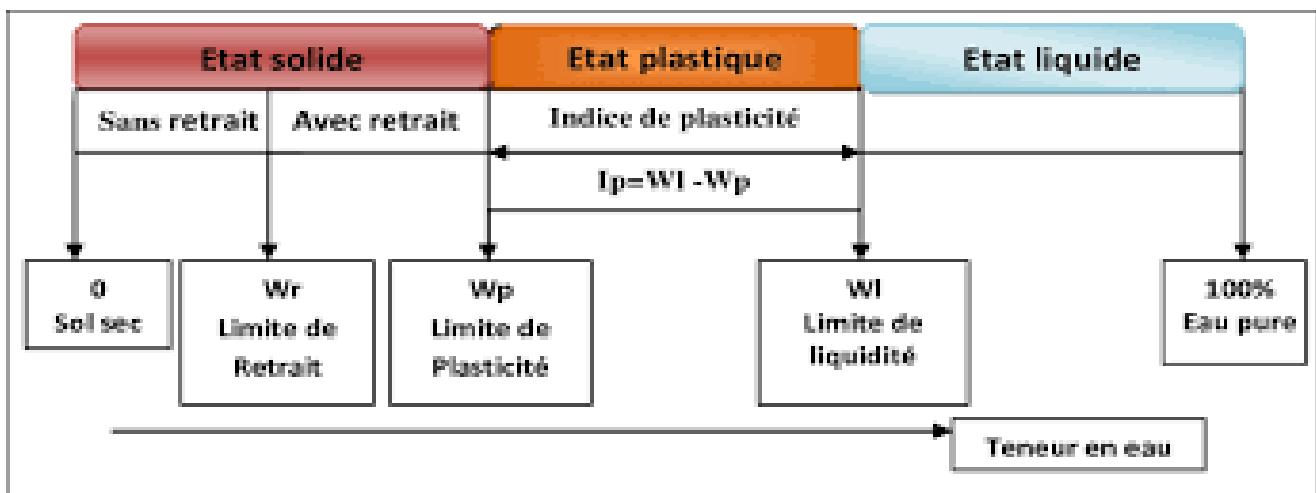 Etat solide
Etat plastique
Etat liquide
Sans retrait
Avec retrait
Indice de plasticité
Ip=Wl -Wp
0
Sol sec
Wr
Limite de
Retrait
Wp
Limite de
Plasticité
Wl
Limite de
liquidité
100%
Eau pure
Teneur en eau